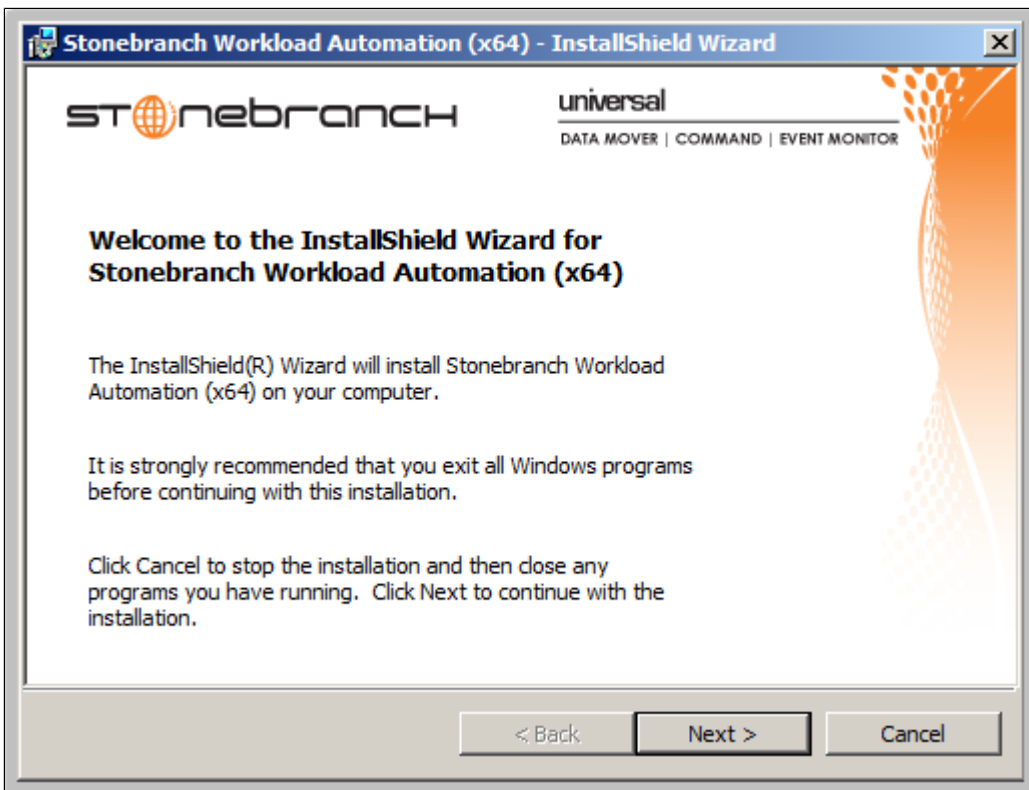 Stonebranch Workload Automation (x64) - InstallShield Wizard
STonebrancH
universal
DATA MOVER | COMMAND | EVENT MONITOR
Welcome to the InstallShield Wizard for
Stonebranch Workload Automation (x64)
The InstallShield(R) Wizard will install Stonebranch Workload
Automation (x64) on your computer.
It is strongly recommended that you exit all Windows programs
before continuing with this installation.
Click Cancel to stop the installation and then close any
programs you have running.  Click Next to continue with the
installation.
< Back
Next >
Cancel